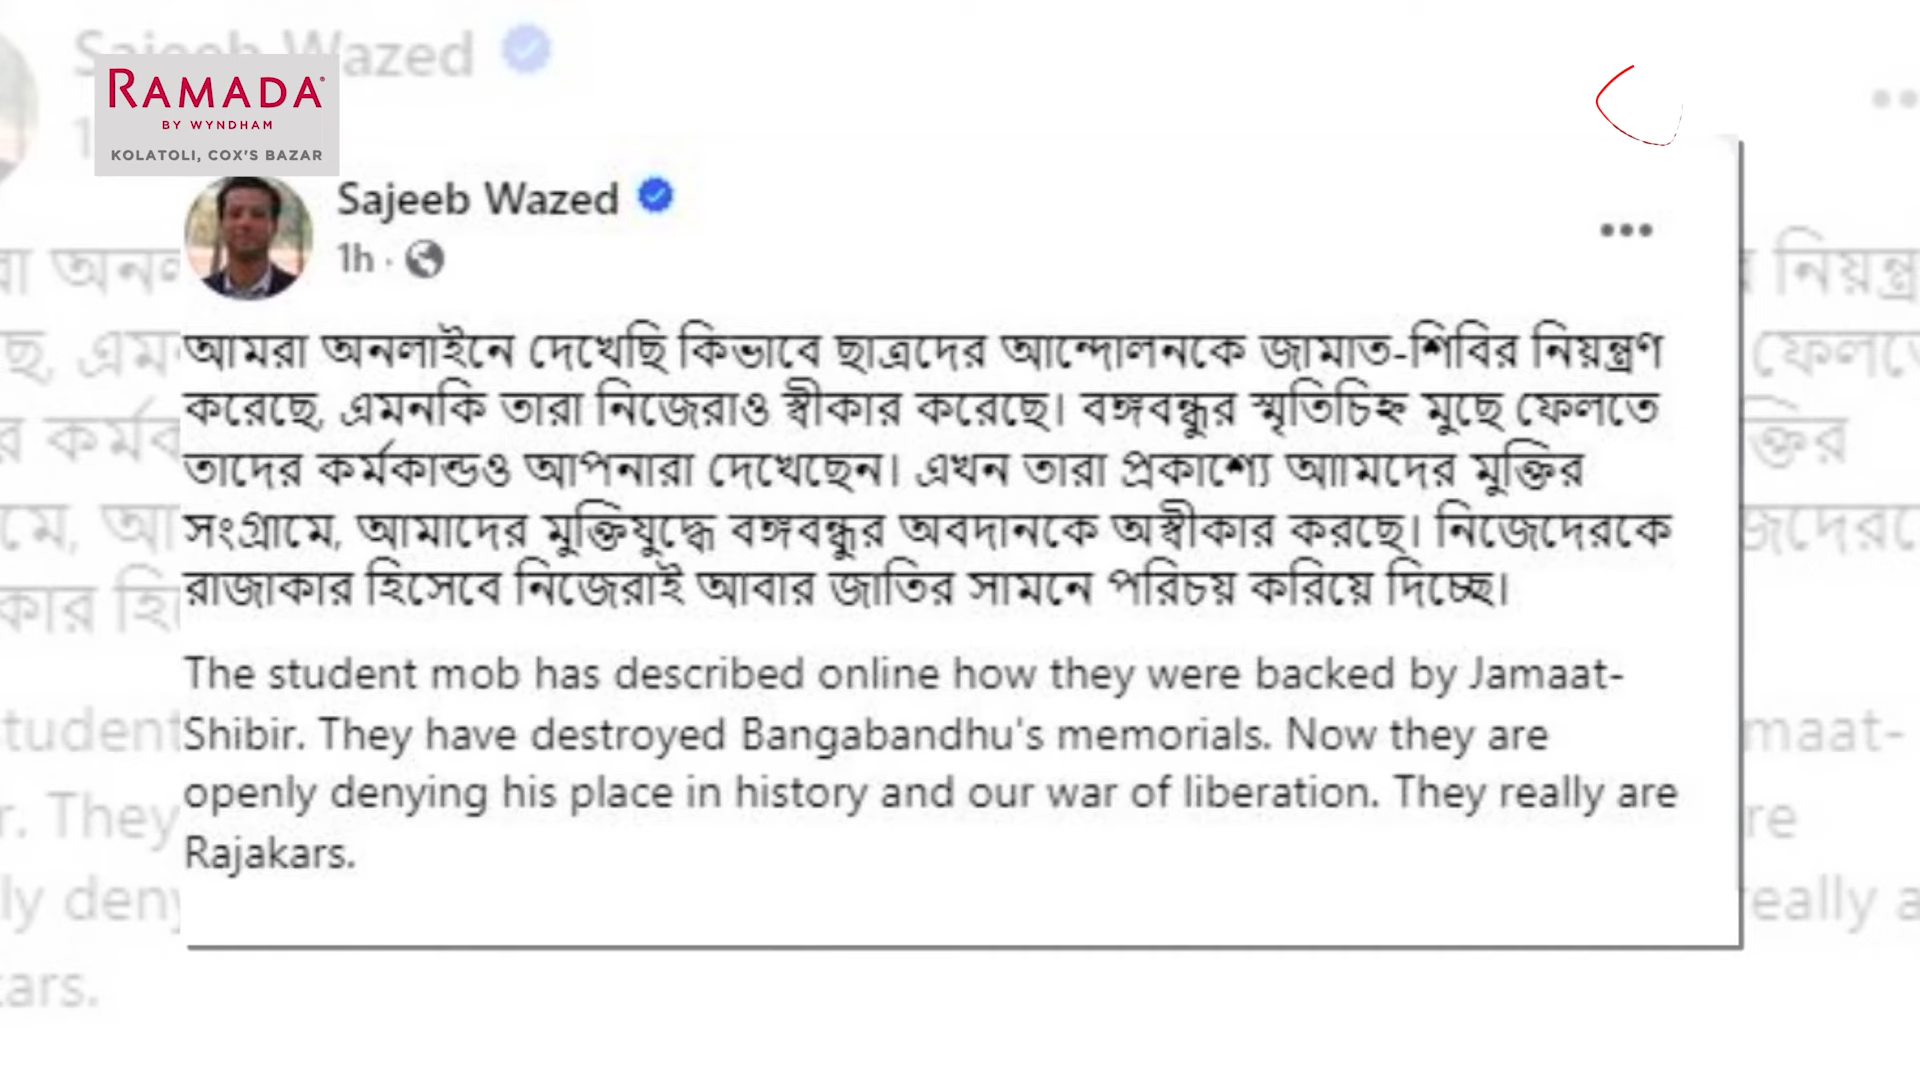 RAMADA
BY WYNDHAM
KOLATOLI, COX'S BAZAR
Sajeeb Wazed
1h ·
আমরা অনলাইনে দেখেছি কিভাবে ছাত্রদের আন্দোলনকে জামাত-শিবির নিয়ন্ত্রণ
করেছে, এমনকি তারা নিজেরাও স্বীকার করেছে। বঙ্গবন্ধুর স্মৃতিচিহ্ন মুছে ফেলতে
তাদের কর্মকান্ডও আপনারা দেখেছেন। এখন তারা প্রকাশ্যে আামদের মুক্তির
সংগ্রামে, আমাদের মুক্তিযুদ্ধে বঙ্গবন্ধুর অবদানকে অস্বীকার করছে। নিজেদেরকে
রাজাকার হিসেবে নিজেরাই আবার জাতির সামনে পরিচয় করিয়ে দিচ্ছে।
The student mob has described online how they were backed by Jamaat-
Shibir. They have destroyed Bangabandhu's memorials. Now they are
openly denying his place in history and our war of liberation. They really are
Rajakars.